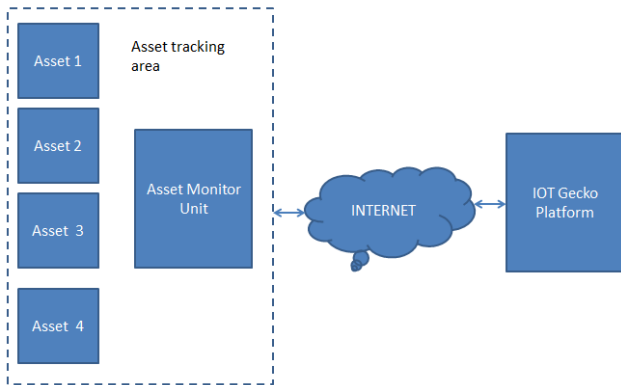 Asset 1
Asset tracking
area
Asset 2
Asset Monitor
Unit
Asset 3
Asset 4
INTERNET
IOT Gecko
Platform